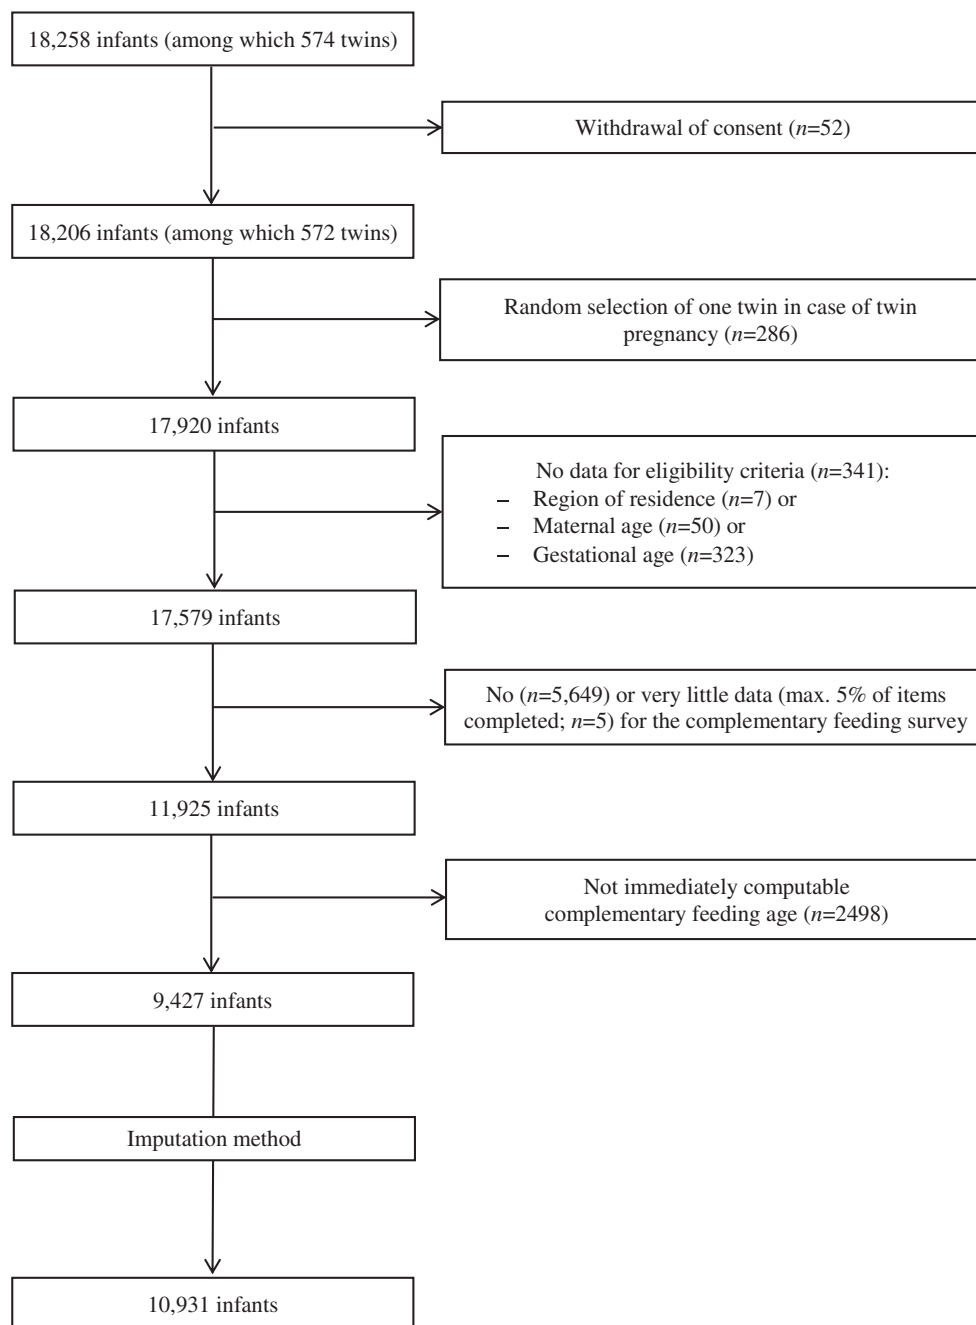 18,258 infants (among which 574 twins)
Withdrawal of consent (n=52)
18,206 infants (among which 572 twins)
Random selection of one twin in case of twin
pregnancy (n=286)
17,920 infants
No data for eligibility criteria (n=341):
– Region of residence (n=7) or
– Maternal age (n=50) or
– Gestational age (n=323)
17,579 infants
No (n=5,649) or very little data (max. 5% of items
completed; n=5) for the complementary feeding survey
11,925 infants
Not immediately computable
complementary feeding age (n=2498)
9,427 infants
Imputation method
10,931 infants